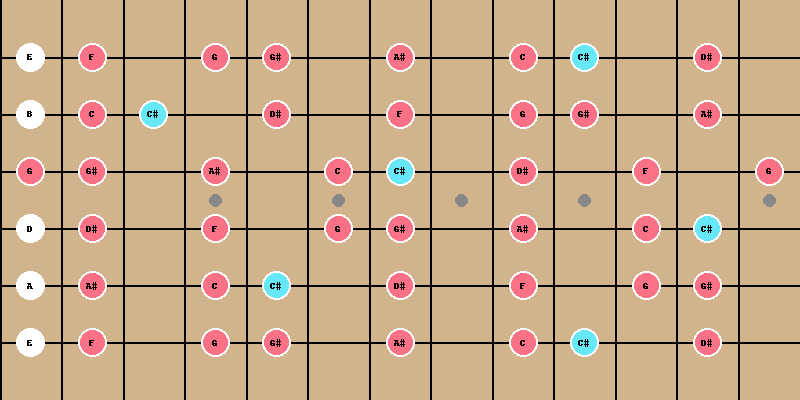 E F G G# A# C C# D#
B C C# D# F G G# A#
G G# A# C C# D# F G
D D# F G G# A# C C#
A A# C C# D# F G G#
E F G G# A# C C# D#